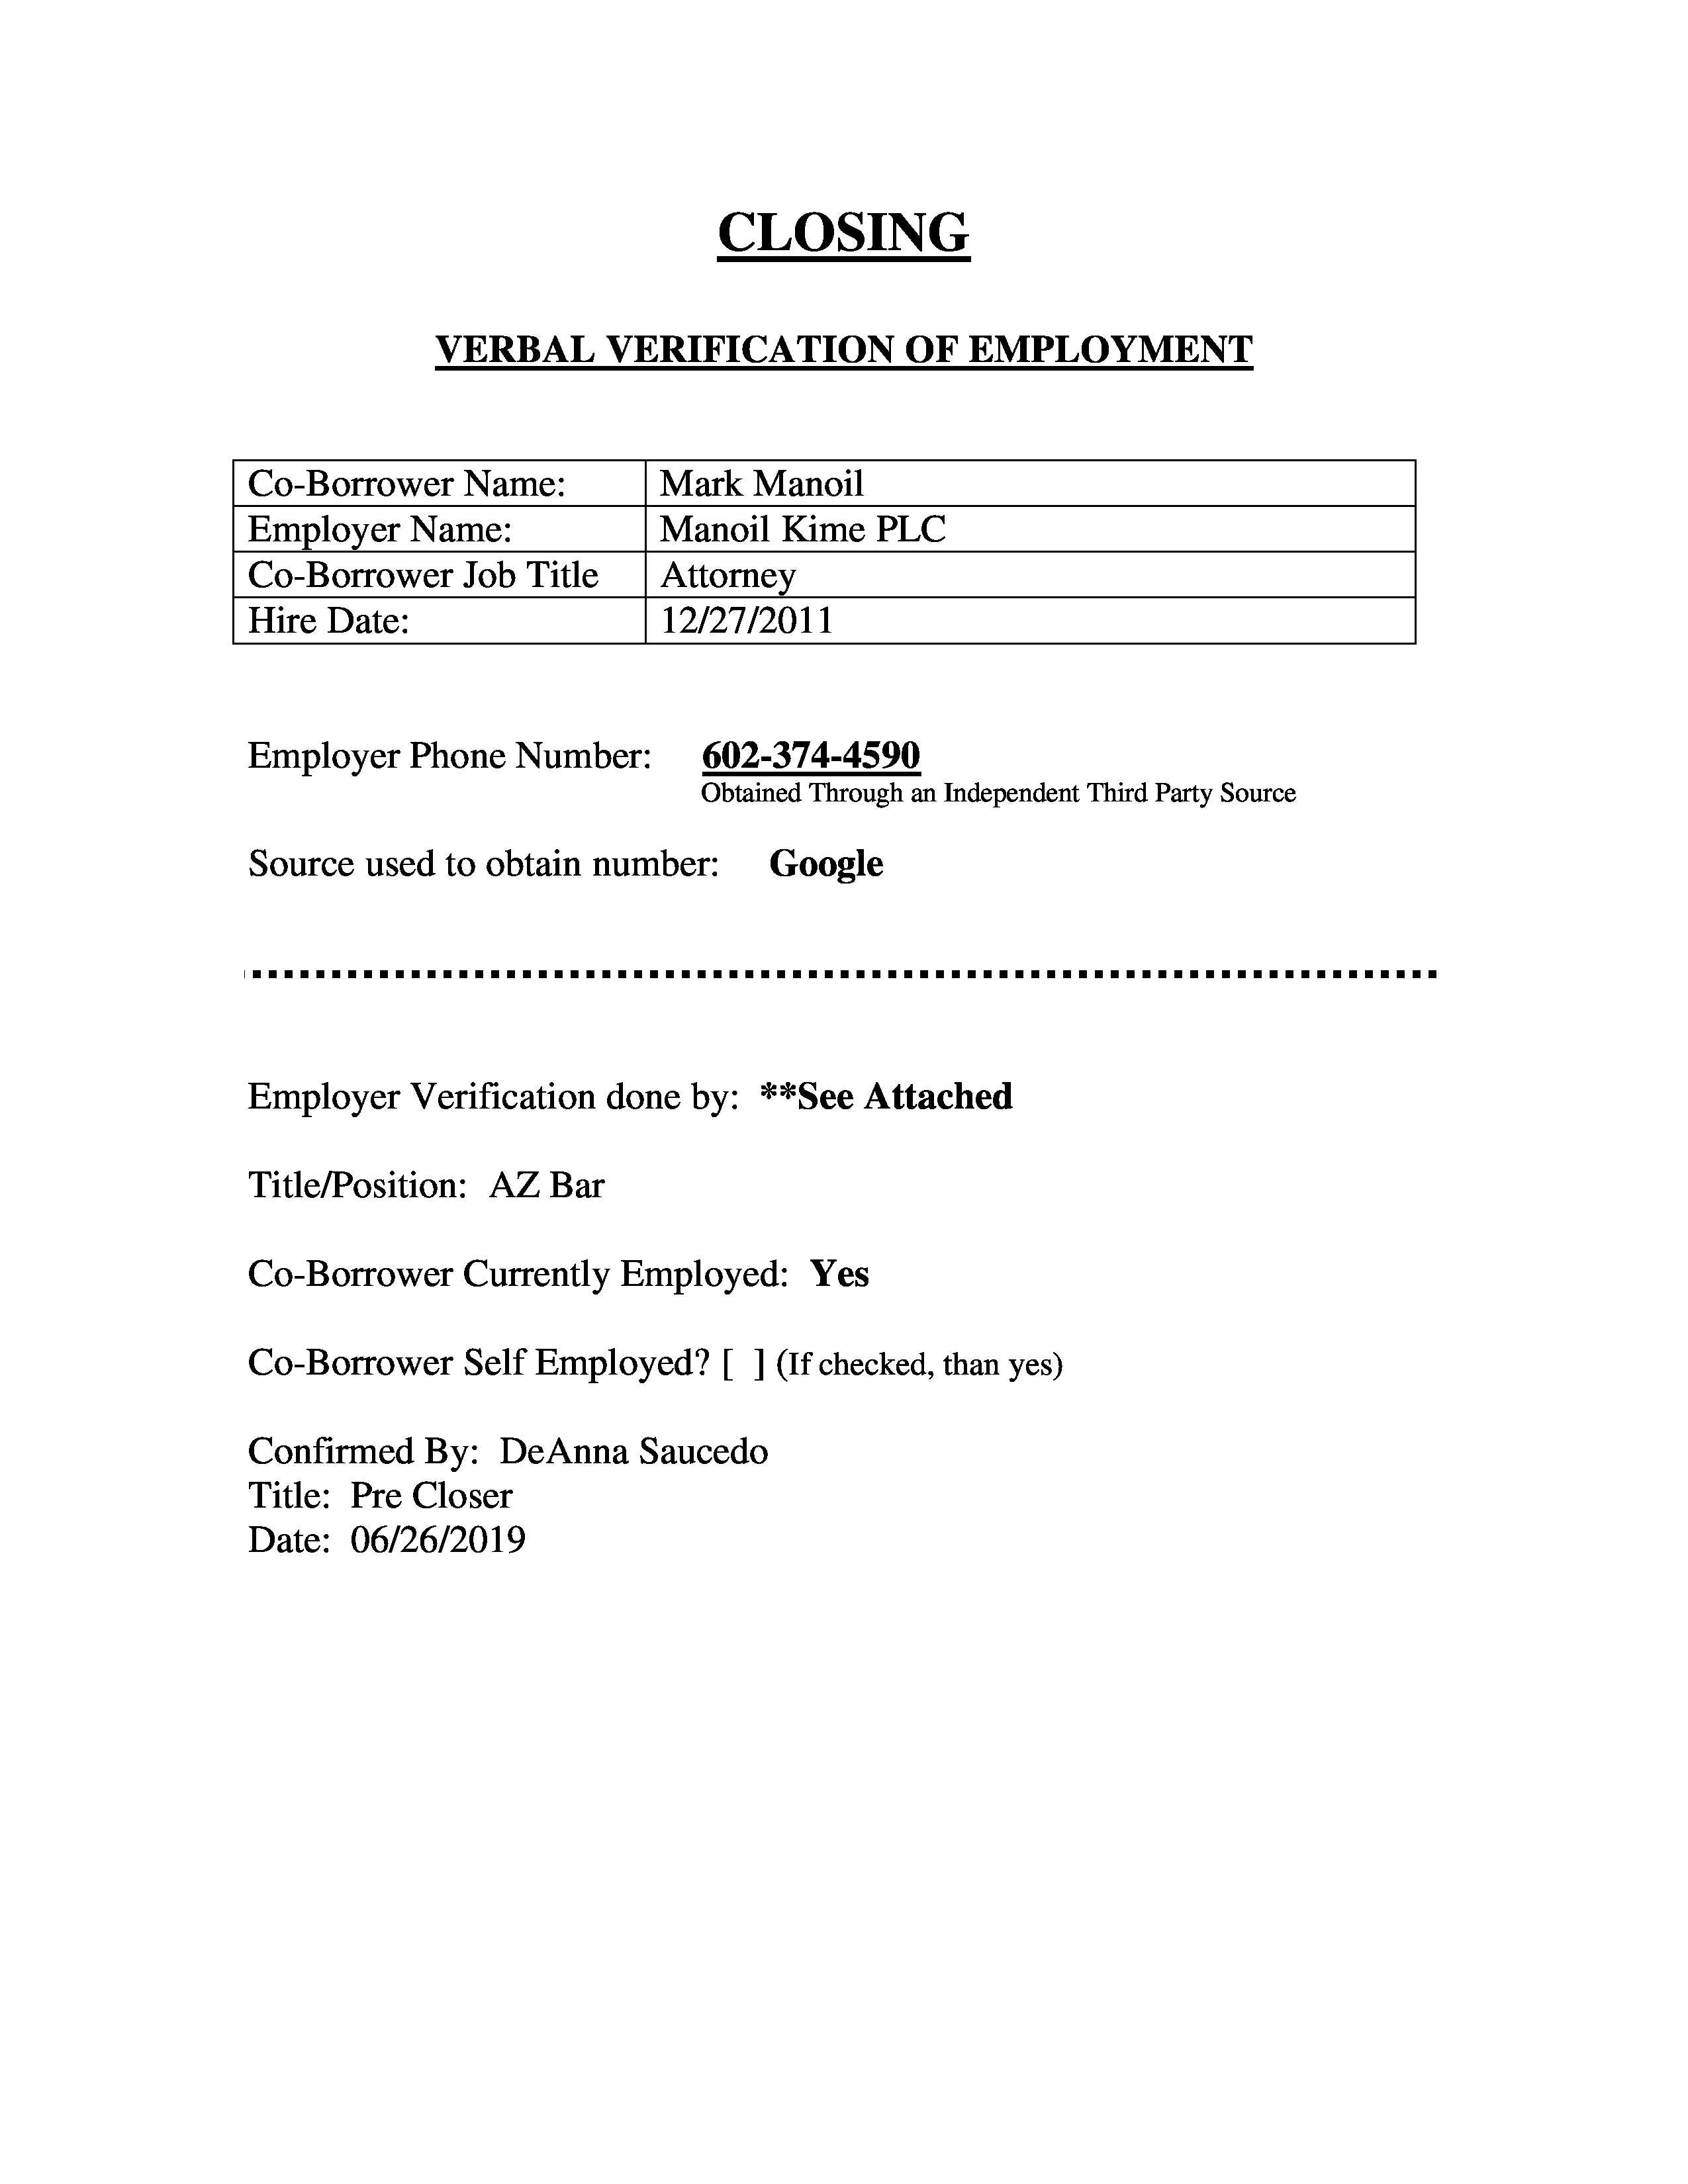 CLOSING
VERBAL VERIFICATION OF EMPLOYMENT
Co-Borrower Name: Mark Manoil
Employer Name: Manoil Kime PLC
Co-Borrower Job Title Attorney
Hire Date: 12/27/2011
Employer Phone Number: 602-374-4590
Obtained Through an Independent Third Party Source
Source used to obtain number: Google
Employer Verification done by: **See Attached
Title/Position: AZ Bar
Co-Borrower Currently Employed: Yes
Co-Borrower Self Employed? [ ] (If checked, than yes)
Confirmed By: DeAnna Saucedo
Title: Pre Closer
Date: 06/26/2019